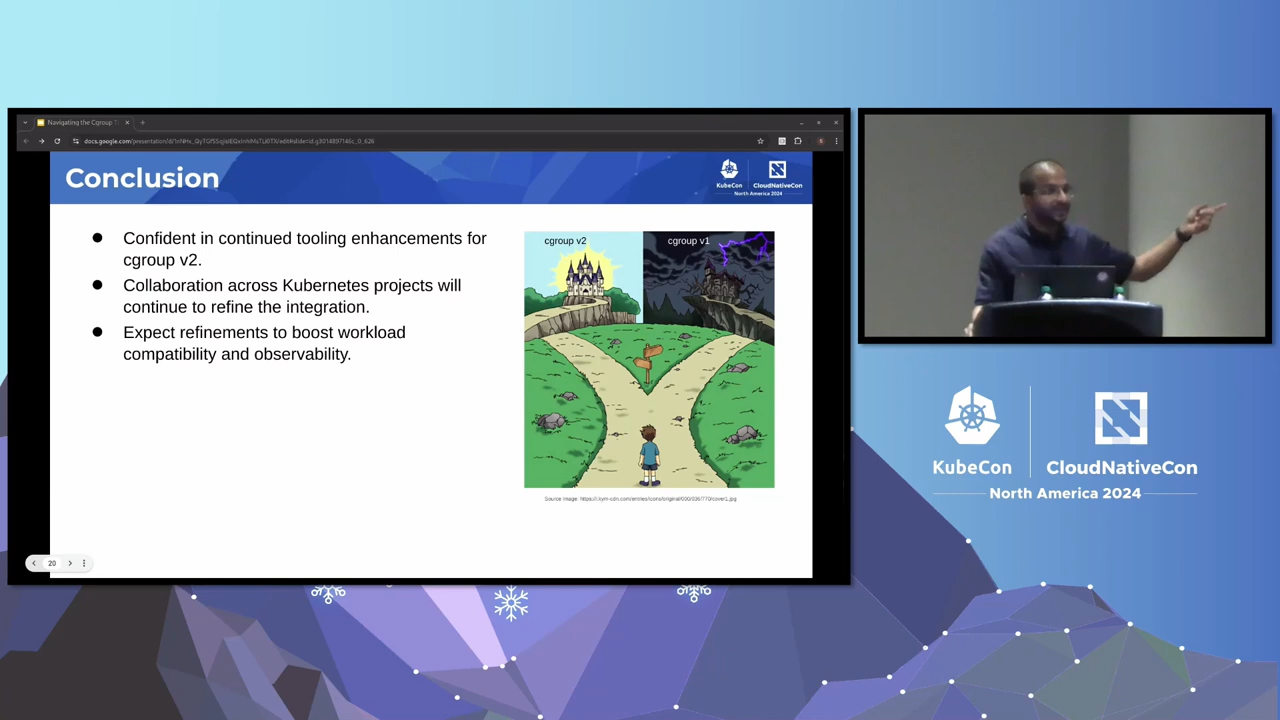 Navigating the Cgroup
Conclusion
KubeCon
CloudNativeCon
North America 2024
Confident in continued tooling enhancements for
cgroup v2.
Collaboration across Kubernetes projects will
continue to refine the integration.
Expect refinements to boost workload
compatibility and observability.
cgroup v2
cgroup v1
20
KubeCon
CloudNativeCon
North America 2024